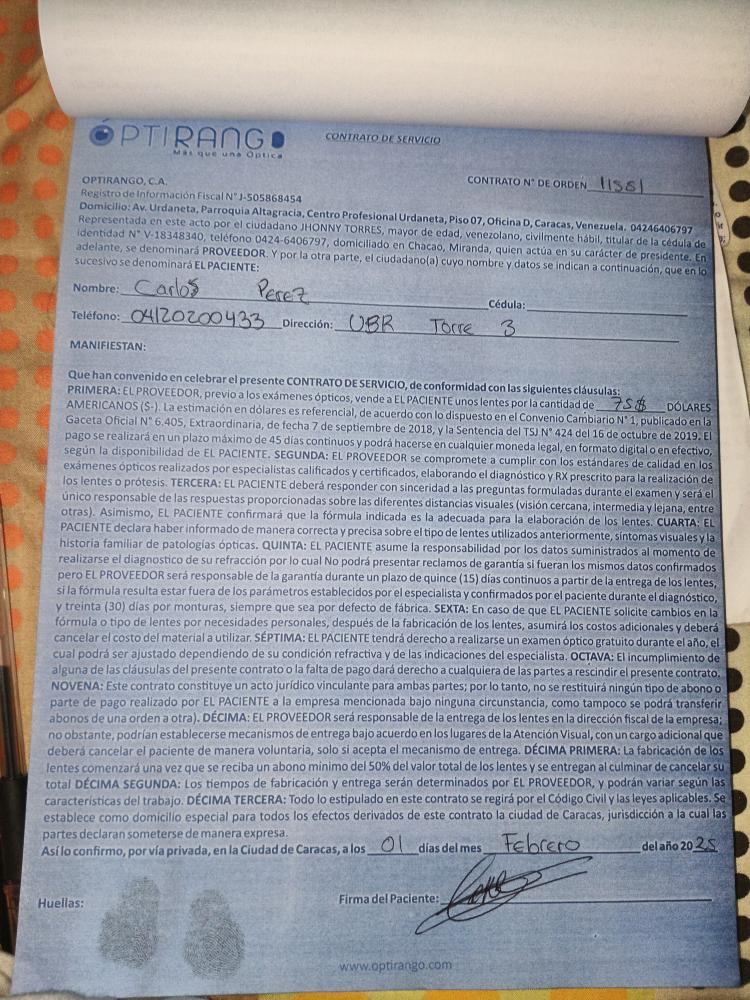 ÓPTIRANGO
Más que una Óptica
CONTRATO DE SERVICIO
OPTIRANGO, C.A.
CONTRATO N° DE ORDEN 11551
Registro de Información Fiscal N° J-505868454
Domicilio: Av. Urdaneta, Parroquia Altagracia, Centro Profesional Urdaneta, Piso 07, Oficina D, Caracas, Venezuela. 04246406797
Representada en este acto por el ciudadano JHONNY TORRES, mayor de edad, venezolano, civilmente hábil, titular de la cédula de
identidad N° V-18348340, teléfono 0424-6406797, domiciliado en Chacao, Miranda, quien actúa en su carácter de presidente. En
adelante, se denominará PROVEEDOR. Y por la otra parte, el ciudadano(a) cuyo nombre y datos se indican a continuación, que en lo
sucesivo se denominará EL PACIENTE:
Nombre: Carlos Perez Cédula:
Teléfono: 04120200433 Dirección: UBR Torre 3
MANIFIESTAN:
Que han convenido en celebrar el presente CONTRATO DE SERVICIO, de conformidad con las siguientes cláusulas:
PRIMERA: EL PROVEEDOR, previo a los exámenes ópticos, vende a EL PACIENTE unos lentes por la cantidad de 75$ DÓLARES
AMERICANOS (S-). La estimación en dólares es referencial, de acuerdo con lo dispuesto en el Convenio Cambiario N° 1, publicado en la
Gaceta Oficial N° 6.405, Extraordinaria, de fecha 7 de septiembre de 2018, y la Sentencia del TSJ N° 424 del 16 de octubre de 2019. El
pago se realizará en un plazo máximo de 45 días continuos y podrá hacerse en cualquier moneda legal, en formato digital o en efectivo,
según la disponibilidad de EL PACIENTE. SEGUNDA: EL PROVEEDOR se compromete a cumplir con los estándares de calidad en los
exámenes ópticos realizados por especialistas calificados y certificados, elaborando el diagnóstico y RX prescrito para la realización de
los lentes o prótesis. TERCERA: EL PACIENTE deberá responder con sinceridad a las preguntas formuladas durante el examen y será el
único responsable de las respuestas proporcionadas sobre las diferentes distancias visuales (visión cercana, intermedia y lejana, entre
otras). Asimismo, EL PACIENTE confirmará que la fórmula indicada es la adecuada para la elaboración de los lentes. CUARTA: EL
PACIENTE declara haber informado de manera correcta y precisa sobre el tipo de lentes utilizados anteriormente, síntomas visuales y la
historia familiar de patologías ópticas. QUINTA: EL PACIENTE asume la responsabilidad por los datos suministrados al momento de
realizarse el diagnostico de su refracción por lo cual No podrá presentar reclamos de garantía si fueran los mismos datos confirmados
pero EL PROVEEDOR será responsable de la garantía durante un plazo de quince (15) días continuos a partir de la entrega de los lentes,
si la fórmula resulta estar fuera de los parámetros establecidos por el especialista y confirmados por el paciente durante el diagnóstico,
y treinta (30) días por monturas, siempre que sea por defecto de fábrica. SEXTA: En caso de que EL PACIENTE solicite cambios en la
fórmula o tipo de lentes por necesidades personales, después de la fabricación de los lentes, asumirá los costos adicionales y deberá
cancelar el costo del material a utilizar. SÉPTIMA: EL PACIENTE tendrá derecho a realizarse un examen óptico gratuito durante el año, el
cual podrá ser ajustado dependiendo de su condición refractiva y de las indicaciones del especialista. OCTAVA: El incumplimiento de
alguna de las cláusulas del presente contrato o la falta de pago dará derecho a cualquiera de las partes a rescindir el presente contrato.
NOVENA: Este contrato constituye un acto jurídico vinculante para ambas partes; por lo tanto, no se restituirá ningún tipo de abono o
parte de pago realizado por EL PACIENTE a la empresa mencionada bajo ninguna circunstancia, como tampoco se podrá transferir
abonos de una orden a otra). DÉCIMA: EL PROVEEDOR será responsable de la entrega de los lentes en la dirección fiscal de la empresa;
no obstante, podrían establecerse mecanismos de entrega bajo acuerdo en los lugares de la Atención Visual, con un cargo adicional que
deberá cancelar el paciente de manera voluntaria, solo si acepta el mecanismo de entrega. DÉCIMA PRIMERA: La fabricación de los
lentes comenzará una vez que se reciba un abono mínimo del 50% del valor total de los lentes y se entregan al culminar de cancelar su
total DÉCIMA SEGUNDA: Los tiempos de fabricación y entrega serán determinados por EL PROVEEDOR, y podrán variar según las
características del trabajo. DÉCIMA TERCERA: Todo lo estipulado en este contrato se regirá por el Código Civil y las leyes aplicables. Se
establece como domicilio especial para todos los efectos derivados de este contrato la ciudad de Caracas, jurisdicción a la cual las
partes declaran someterse de manera expresa.
Así lo confirmo, por vía privada, en la Ciudad de Caracas, a los 01 días del mes Febrero del año 2025
Huellas:
Firma del Paciente:
www.optirango.com